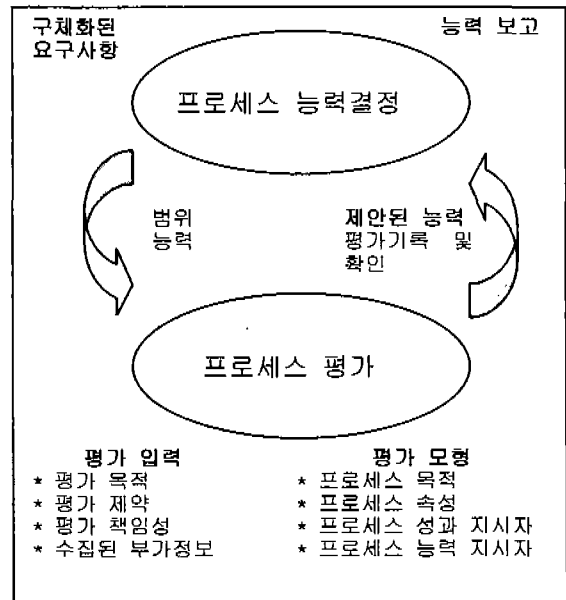 구체화된
요구사항
능력 보고
프로세스 능력결정
범위
능력
제안된 능력
평가기록 및
확인
프로세스 평가
평가 입력
* 평가 목적
* 평가 제약
* 평가 책임성
* 수집된 부가정보
평가 모형
* 프로세스 목적
* 프로세스 속성
* 프로세스 성과 지시자
* 프로세스 능력 지시자